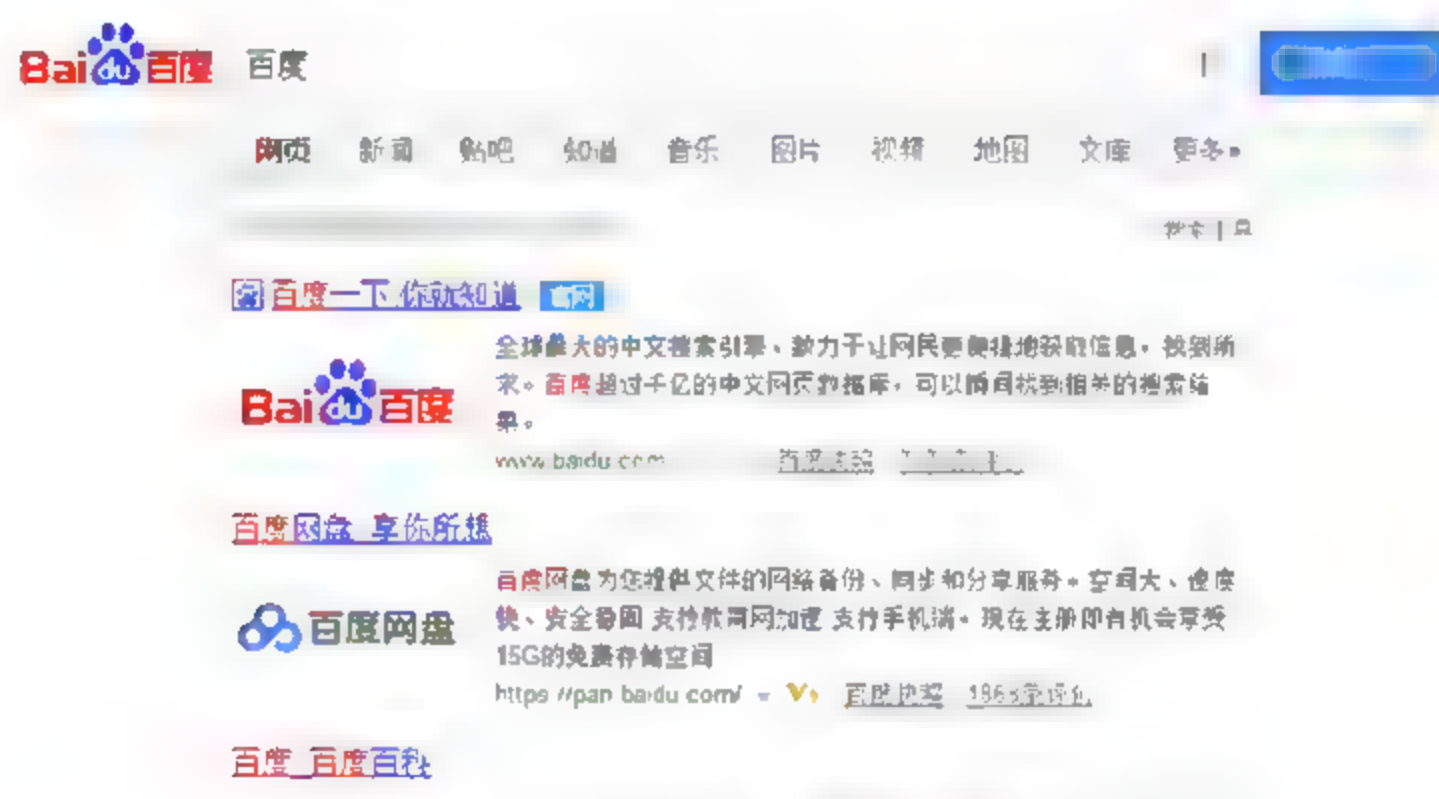 Bai du 百度 百度
网页 新闻 贴吧 知道 音乐 图片 视频 地图 文库 更多
百度一下,你就知道 官网
全球最大的中文搜索引擎、致力于让网民更便捷地获取信息,找到所
Bai du 百度
求。百度超过千亿的中文网页数据库,可以瞬间找到相关的搜索结
果。
www.baidu.com
百度网盘 享你所想
百度网盘为您提供文件的网络备份、同步和分享服务。空间大、速度
百度网盘
快、安全稳固,支持教育网加速,支持手机端。现在注册即有机会享受
15G的免费存储空间
https://pan.baidu.com/ 百度快照
百度_百度百科